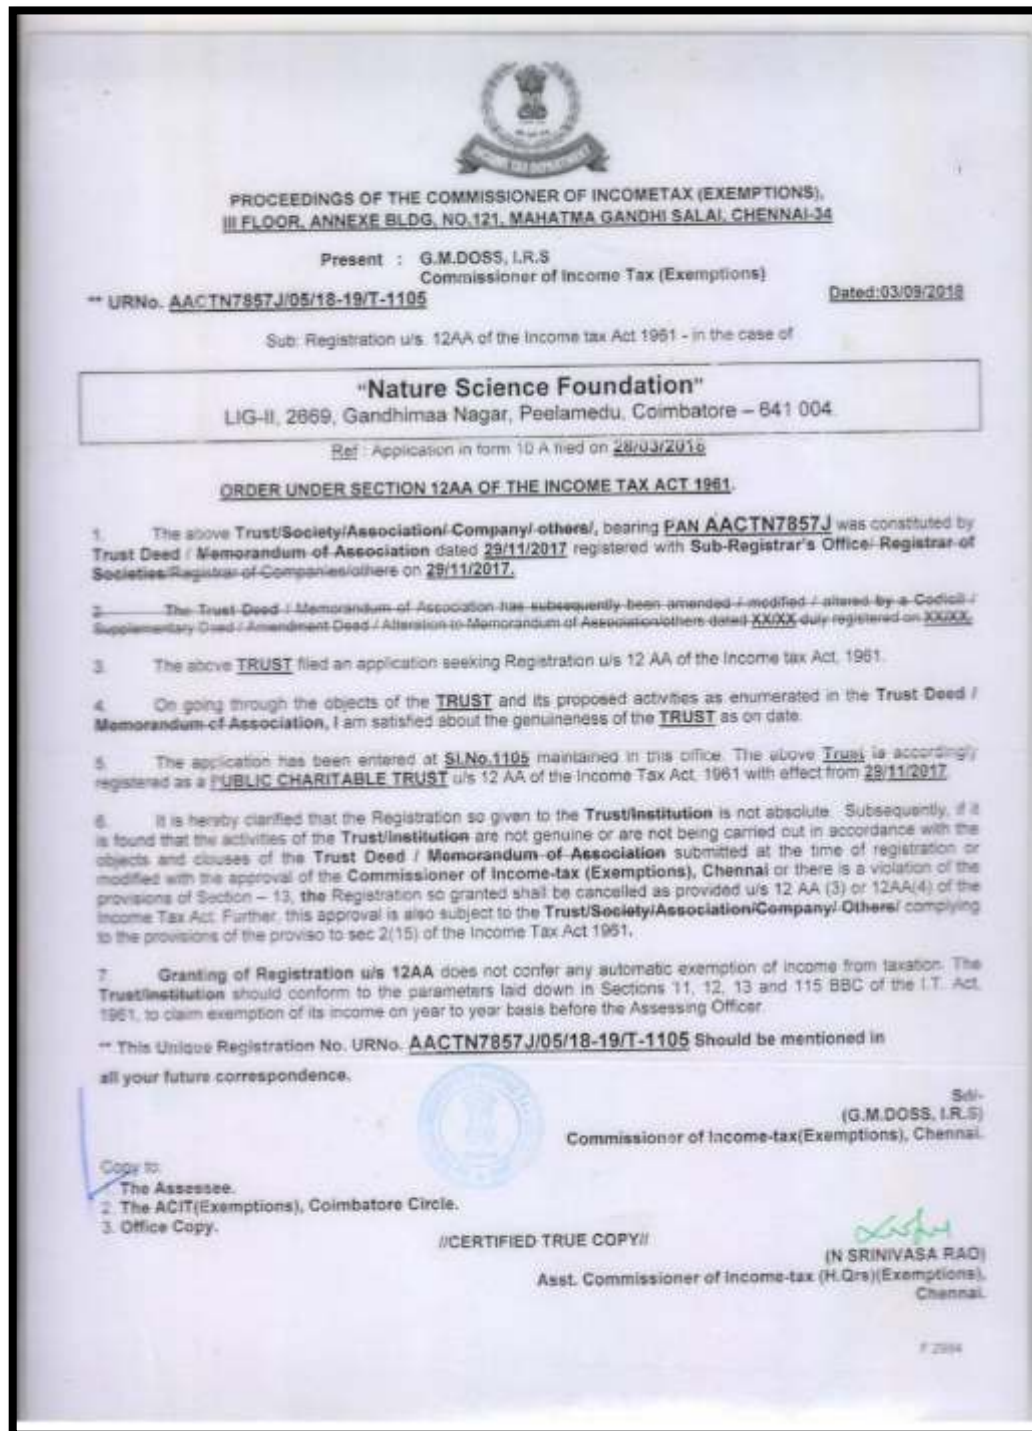 PROCEEDINGS OF THE COMMISSIONER OF INCOMETAX (EXEMPTIONS),
III FLOOR, ANNEXE BLDG, NO.121, MAHATMA GANDHI SALAI, CHENNAI-34
Present : G.M.DOSS, I.R.S
Commissioner of Income Tax (Exemptions)
** URNo. AACTN7857J/05/18-19/T-1105 Dated:03/09/2018
Sub: Registration u/s. 12AA of the Income tax Act 1961 - in the case of
"Nature Science Foundation"
LIG-II, 2669, Gandhimaa Nagar, Peelamedu, Coimbatore – 641 004.
Ref : Application in form 10 A filed on 28/03/2018
ORDER UNDER SECTION 12AA OF THE INCOME TAX ACT 1961.
1. The above Trust/Society/Association/ Company/ others/, bearing PAN AACTN7857J was constituted by
Trust Deed / Memorandum of Association dated 29/11/2017 registered with Sub-Registrar's Office/ Registrar of
Societies/Registrar of Companies/others on 29/11/2017.
2. The Trust Deed / Memorandum of Association has subsequently been amended / modified / altered by a Codicil /
Supplementary Deed / Amendment Deed / Alteration to Memorandum of Association/others dated XX/XX duly registered on XX/XX.
3. The above TRUST filed an application seeking Registration u/s 12 AA of the Income tax Act, 1961.
4. On going through the objects of the TRUST and its proposed activities as enumerated in the Trust Deed /
Memorandum of Association, I am satisfied about the genuineness of the TRUST as on date.
5. The application has been entered at Sl.No.1105 maintained in this office. The above Trust is accordingly
registered as a PUBLIC CHARITABLE TRUST u/s 12 AA of the Income Tax Act, 1961 with effect from 29/11/2017
6. It is hereby clarified that the Registration so given to the Trust/Institution is not absolute. Subsequently, if it
is found that the activities of the Trust/Institution are not genuine or are not being carried out in accordance with the
objects and clauses of the Trust Deed / Memorandum of Association submitted at the time of registration or
modified with the approval of the Commissioner of Income-tax (Exemptions), Chennai or there is a violation of the
provisions of Section – 13, the Registration so granted shall be cancelled as provided u/s 12 AA (3) or 12AA(4) of the
Income Tax Act. Further, this approval is also subject to the Trust/Society/Association/Company/ Others/ complying
to the provisions of the proviso to sec 2(15) of the Income Tax Act 1961.
7. Granting of Registration u/s 12AA does not confer any automatic exemption of income from taxation. The
Trust/Institution should conform to the parameters laid down in Sections 11, 12, 13 and 115 BBC of the I.T. Act,
1961, to claim exemption of its income on year to year basis before the Assessing Officer.
** This Unique Registration No. URNo. AACTN7857J/05/18-19/T-1105 Should be mentioned in
all your future correspondence.
Sd/-
(G.M.DOSS, I.R.S)
Commissioner of Income-tax(Exemptions), Chennai.
Copy to:
1. The Assessee.
2. The ACIT(Exemptions), Coimbatore Circle.
3. Office Copy.
//CERTIFIED TRUE COPY//
(N SRINIVASA RAO)
Asst. Commissioner of Income-tax (H.Qrs)(Exemptions),
Chennai.